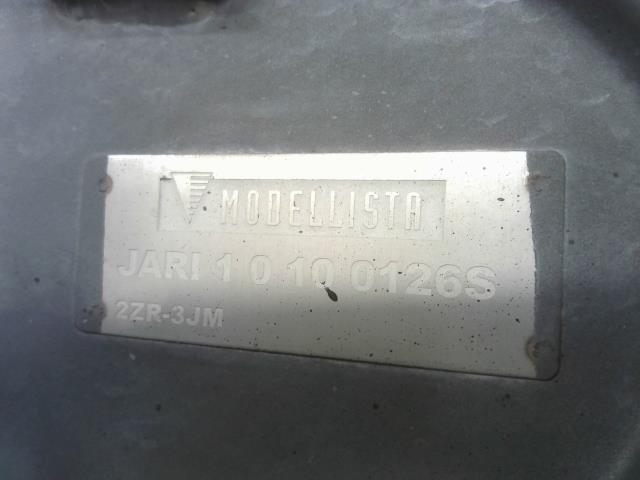 MODELLISTA
JARI 1 0 10 0126S
2ZR-3JM